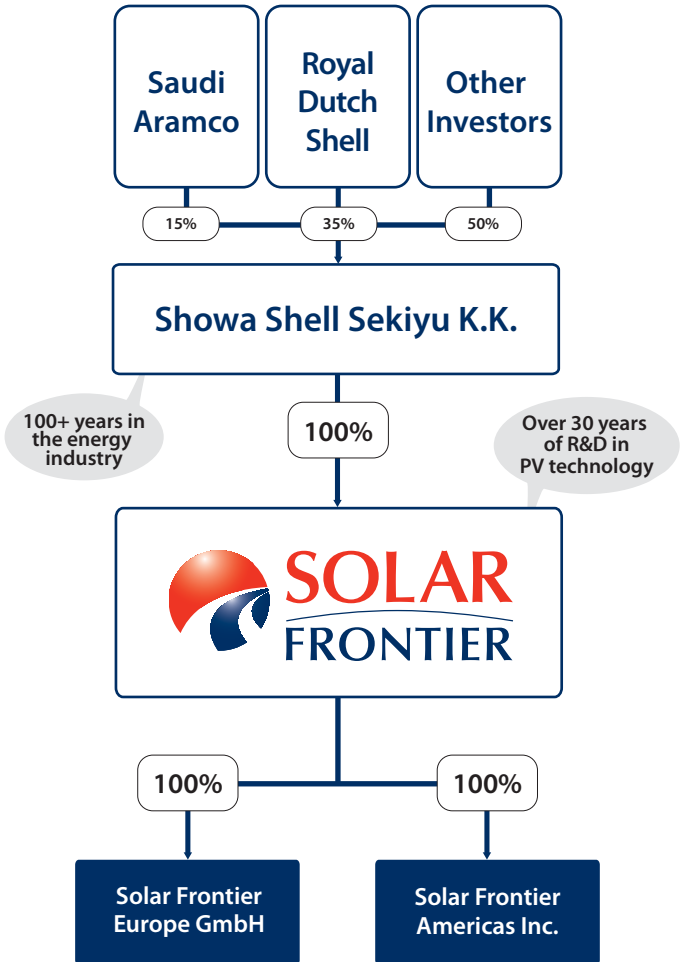 Saudi
Aramco
Royal
Dutch
Shell
Other
Investors
15%
35%
50%
Showa Shell Sekiyu K.K.
100+ years in
the energy
industry
100%
Over 30 years
of R&D in
PV technology
SOLAR
FRONTIER
100%
100%
Solar Frontier
Europe GmbH
Solar Frontier
Americas Inc.